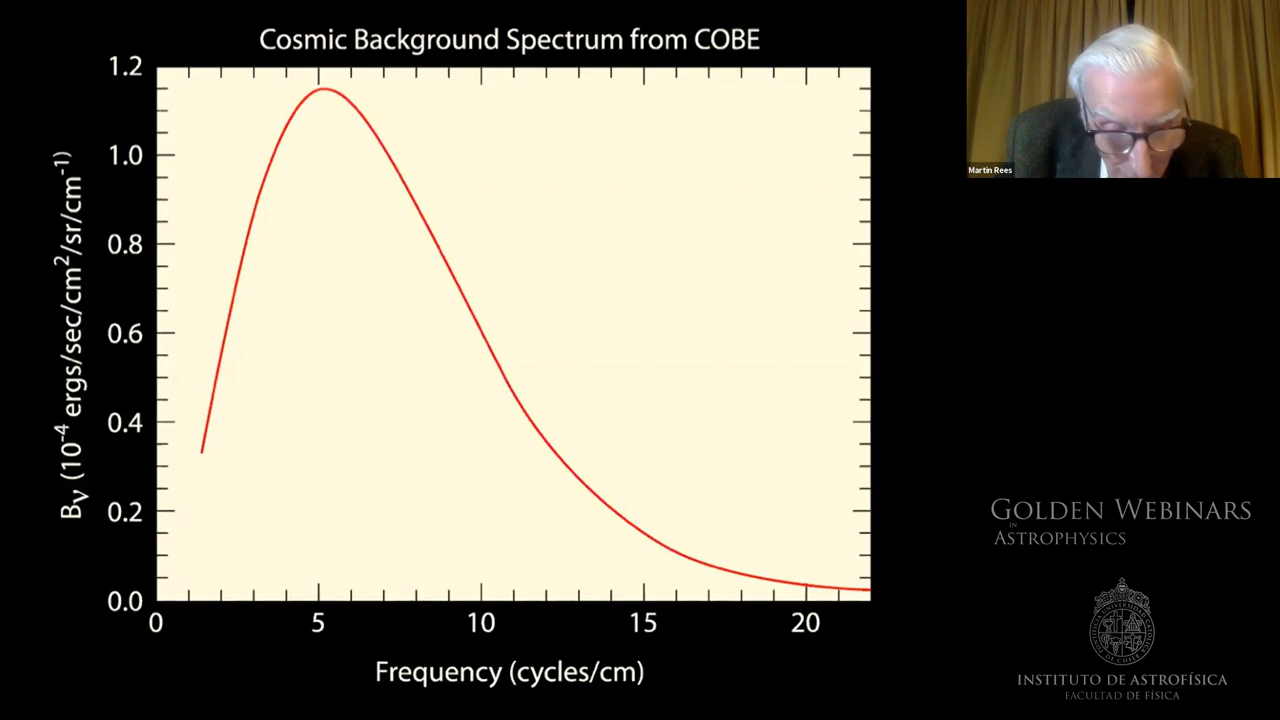 Cosmic Background Spectrum from COBE
1.2
1.0
0.8
0.6
0.4
0.2
0.0
Bν (10⁻⁴ ergs/sec/cm²/sr/cm⁻¹)
0 5 10 15 20
Frequency (cycles/cm)
Martin Rees
GOLDEN WEBINARS
IN
ASTROPHYSICS
INSTITUTO DE ASTROFÍSICA
FACULTAD DE FÍSICA